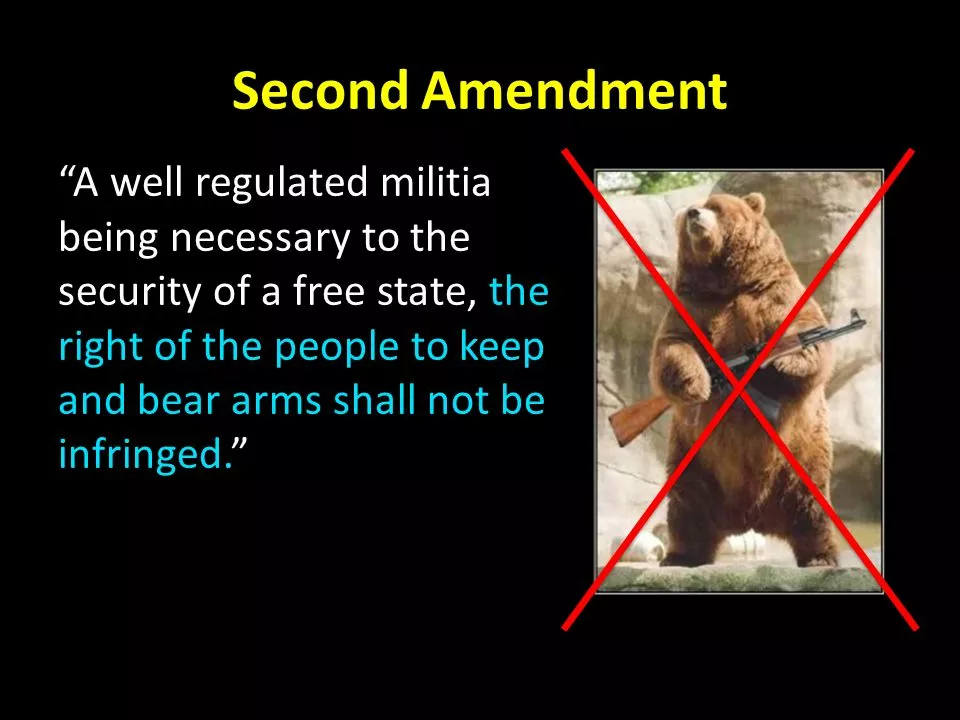 Second Amendment
“A well regulated militia
being necessary to the
security of a free state, the
right of the people to keep
and bear arms shall not be
infringed.”